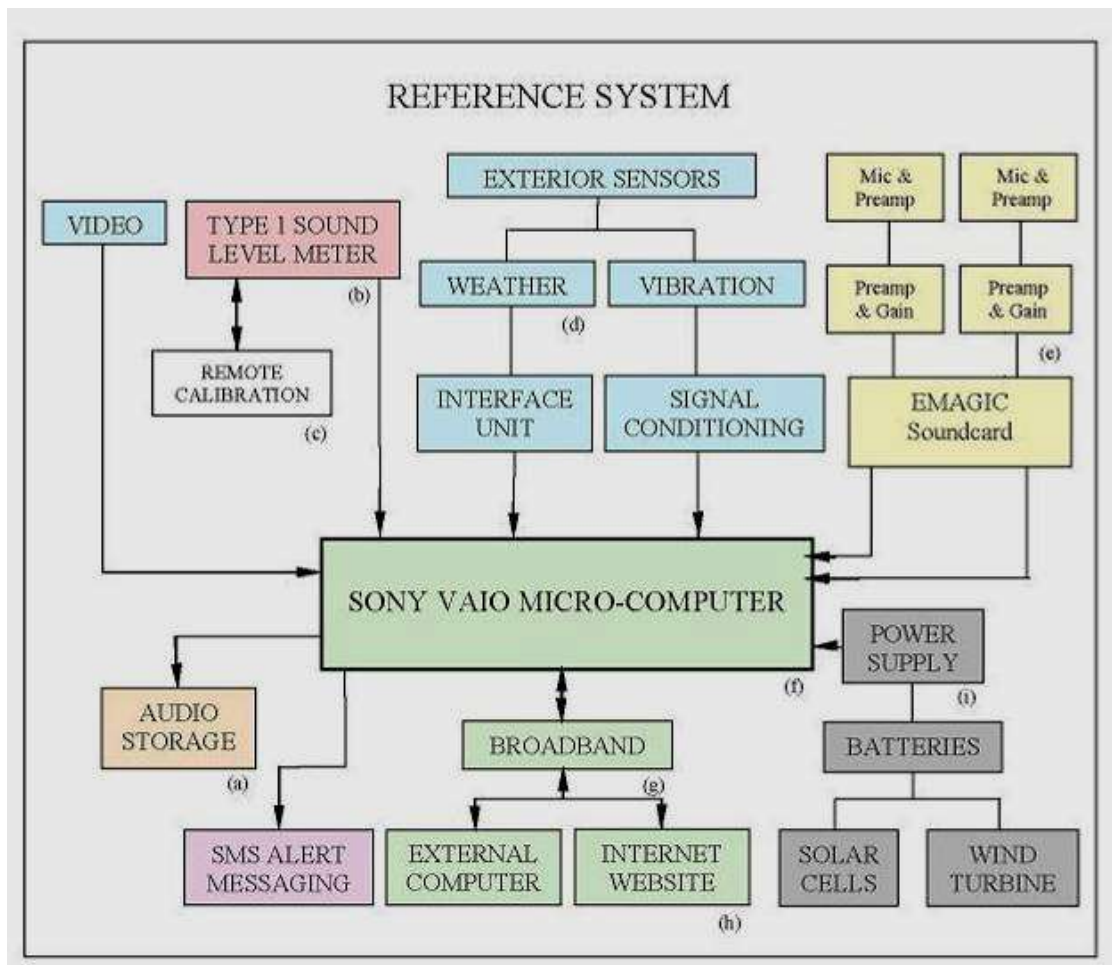 REFERENCE SYSTEM
EXTERIOR SENSORS
Mic &
Preamp
Mic &
Preamp
VIDEO
TYPE 1 SOUND
LEVEL METER
(b)
WEATHER
(d)
VIBRATION
Preamp
& Gain
Preamp
& Gain
(e)
REMOTE
CALIBRATION
(c)
INTERFACE
UNIT
SIGNAL
CONDITIONING
EMAGIC
Soundcard
SONY VAIO MICRO-COMPUTER
(f)
POWER
SUPPLY
(i)
AUDIO
STORAGE
(a)
BROADBAND
(g)
BATTERIES
SMS ALERT
MESSAGING
EXTERNAL
COMPUTER
INTERNET
WEBSITE
(h)
SOLAR
CELLS
WIND
TURBINE